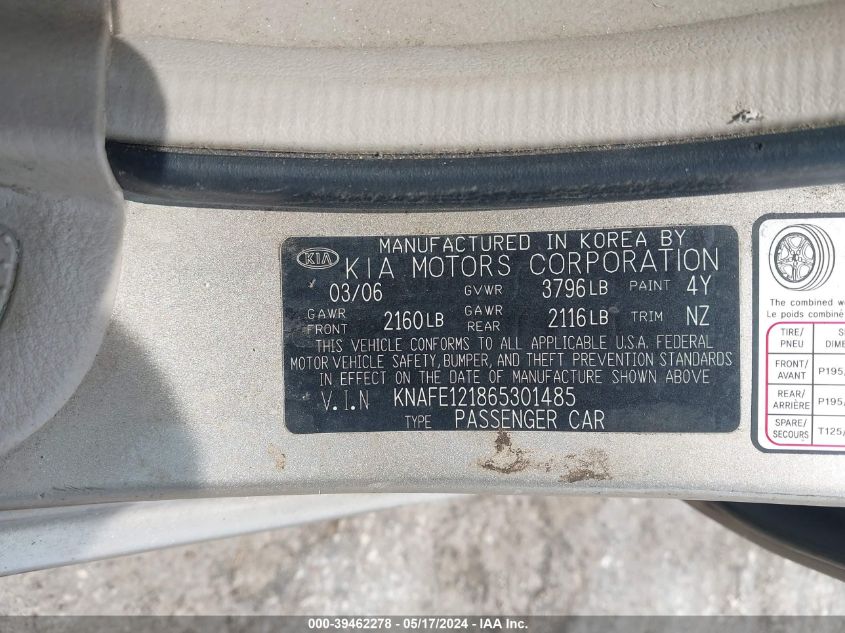 MANUFACTURED IN KOREA BY
KIA KIA MOTORS CORPORATION
03/06 GVWR 3796LB PAINT 4Y
GAWR FRONT 2160LB GAWR REAR 2116LB TRIM NZ
THIS VEHICLE CONFORMS TO ALL APPLICABLE U.S.A. FEDERAL
MOTOR VEHICLE SAFETY, BUMPER, AND THEFT PREVENTION STANDARDS
IN EFFECT ON THE DATE OF MANUFACTURE SHOWN ABOVE
V.I.N KNAFE121865301485
TYPE PASSENGER CAR
The combined
Le poids combiné
TIRE/
PNEU
FRONT/
AVANT P195/
REAR/
ARRIÈRE P195/
SPARE/
SECOURS T125/
000-39462278 - 05/17/2024 - IAAI.COM